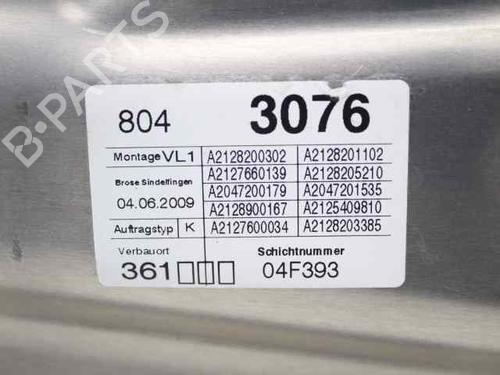 B-PARTS
804 3076
Montage VL1 A2128200302 A2128201102
A2127660139 A2128205210
Brose Sindelfingen A2047200179 A2047201535
04.06.2009 A2128900167 A2125409810
Auftragstyp K A2127600034 A2128203385
Verbauort Schichtnummer
361 04F393